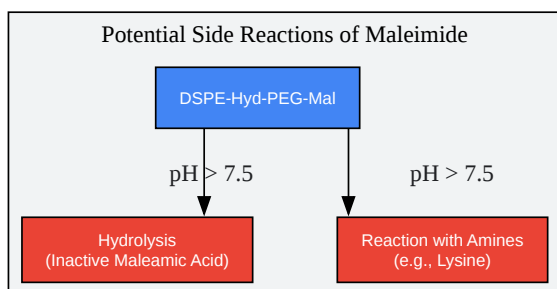 Potential Side Reactions of Maleimide
DSPE-Hyd-PEG-Mal
pH > 7.5
pH > 7.5
Hydrolysis
(Inactive Maleamic Acid)
Reaction with Amines
(e.g., Lysine)